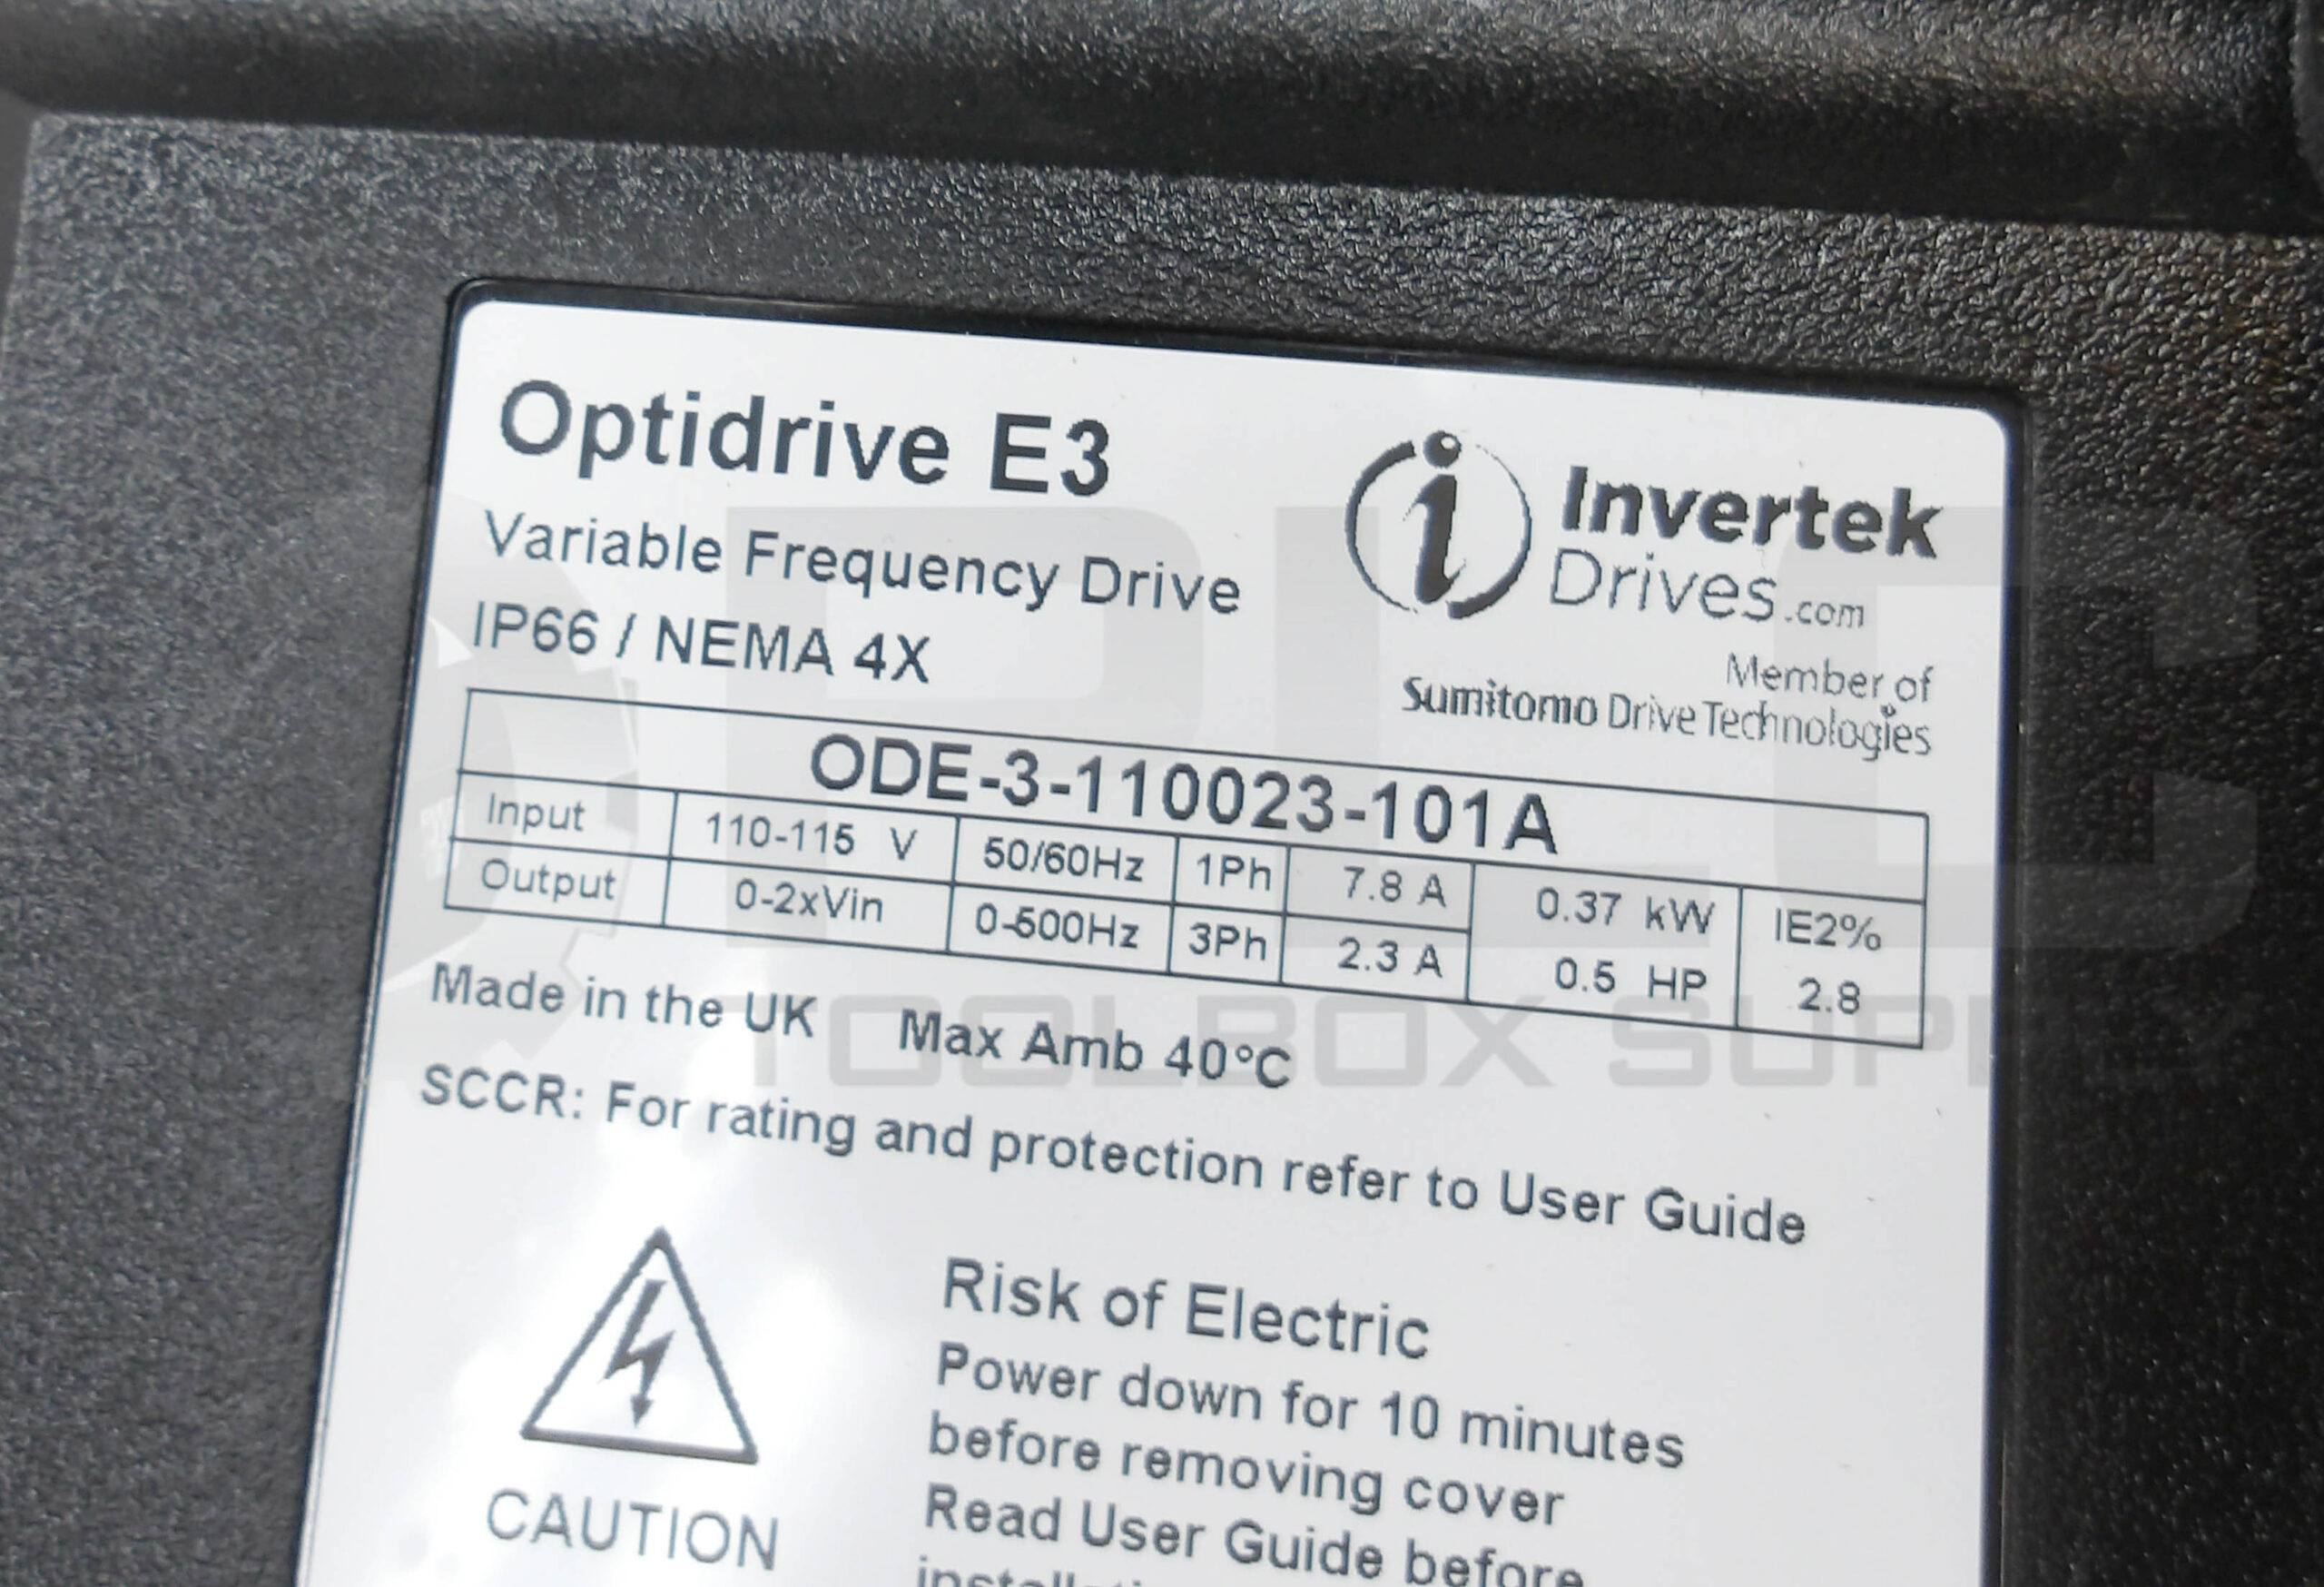 Optidrive E3
Variable Frequency Drive
IP66 / NEMA 4X
Invertek
Drives.com
Member of
Sumitomo Drive Technologies
ODE-3-110023-101A
Input 110-115 V 50/60Hz 1Ph 7.8 A 0.37 kW IE2%
Output 0-2xVin 0-500Hz 3Ph 2.3 A 0.5 HP 2.8
Made in the UK Max Amb 40°C
SCCR: For rating and protection refer to User Guide
Risk of Electric
Power down for 10 minutes
before removing cover
Read User Guide before
CAUTION
PLC
TOOLBOX SUPPLY